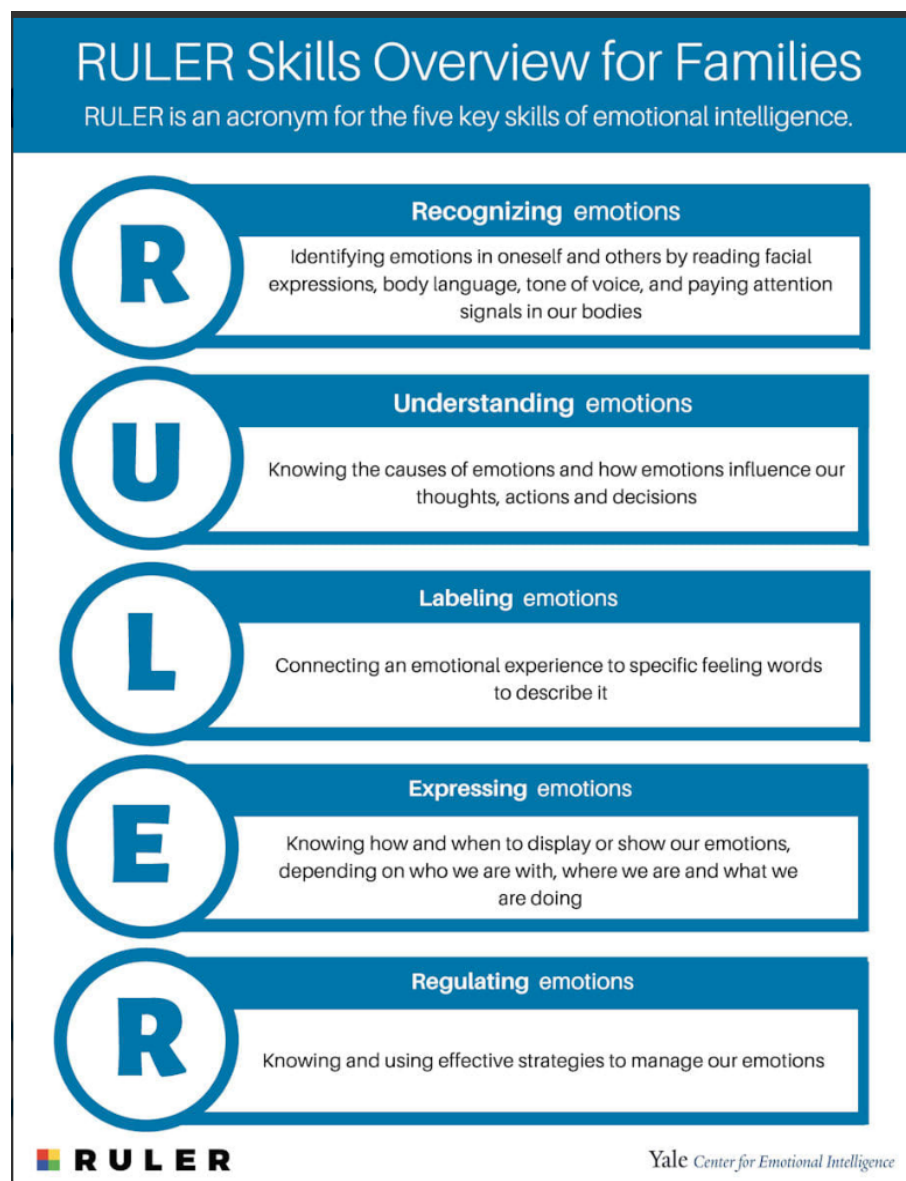 RULER Skills Overview for Families
RULER is an acronym for the five key skills of emotional intelligence.
R
Recognizing emotions
Identifying emotions in oneself and others by reading facial
expressions, body language, tone of voice, and paying attention
signals in our bodies
U
Understanding emotions
Knowing the causes of emotions and how emotions influence our
thoughts, actions and decisions
L
Labeling emotions
Connecting an emotional experience to specific feeling words
to describe it
E
Expressing emotions
Knowing how and when to display or show our emotions,
depending on who we are with, where we are and what we
are doing
R
Regulating emotions
Knowing and using effective strategies to manage our emotions
RULER
Yale Center for Emotional Intelligence